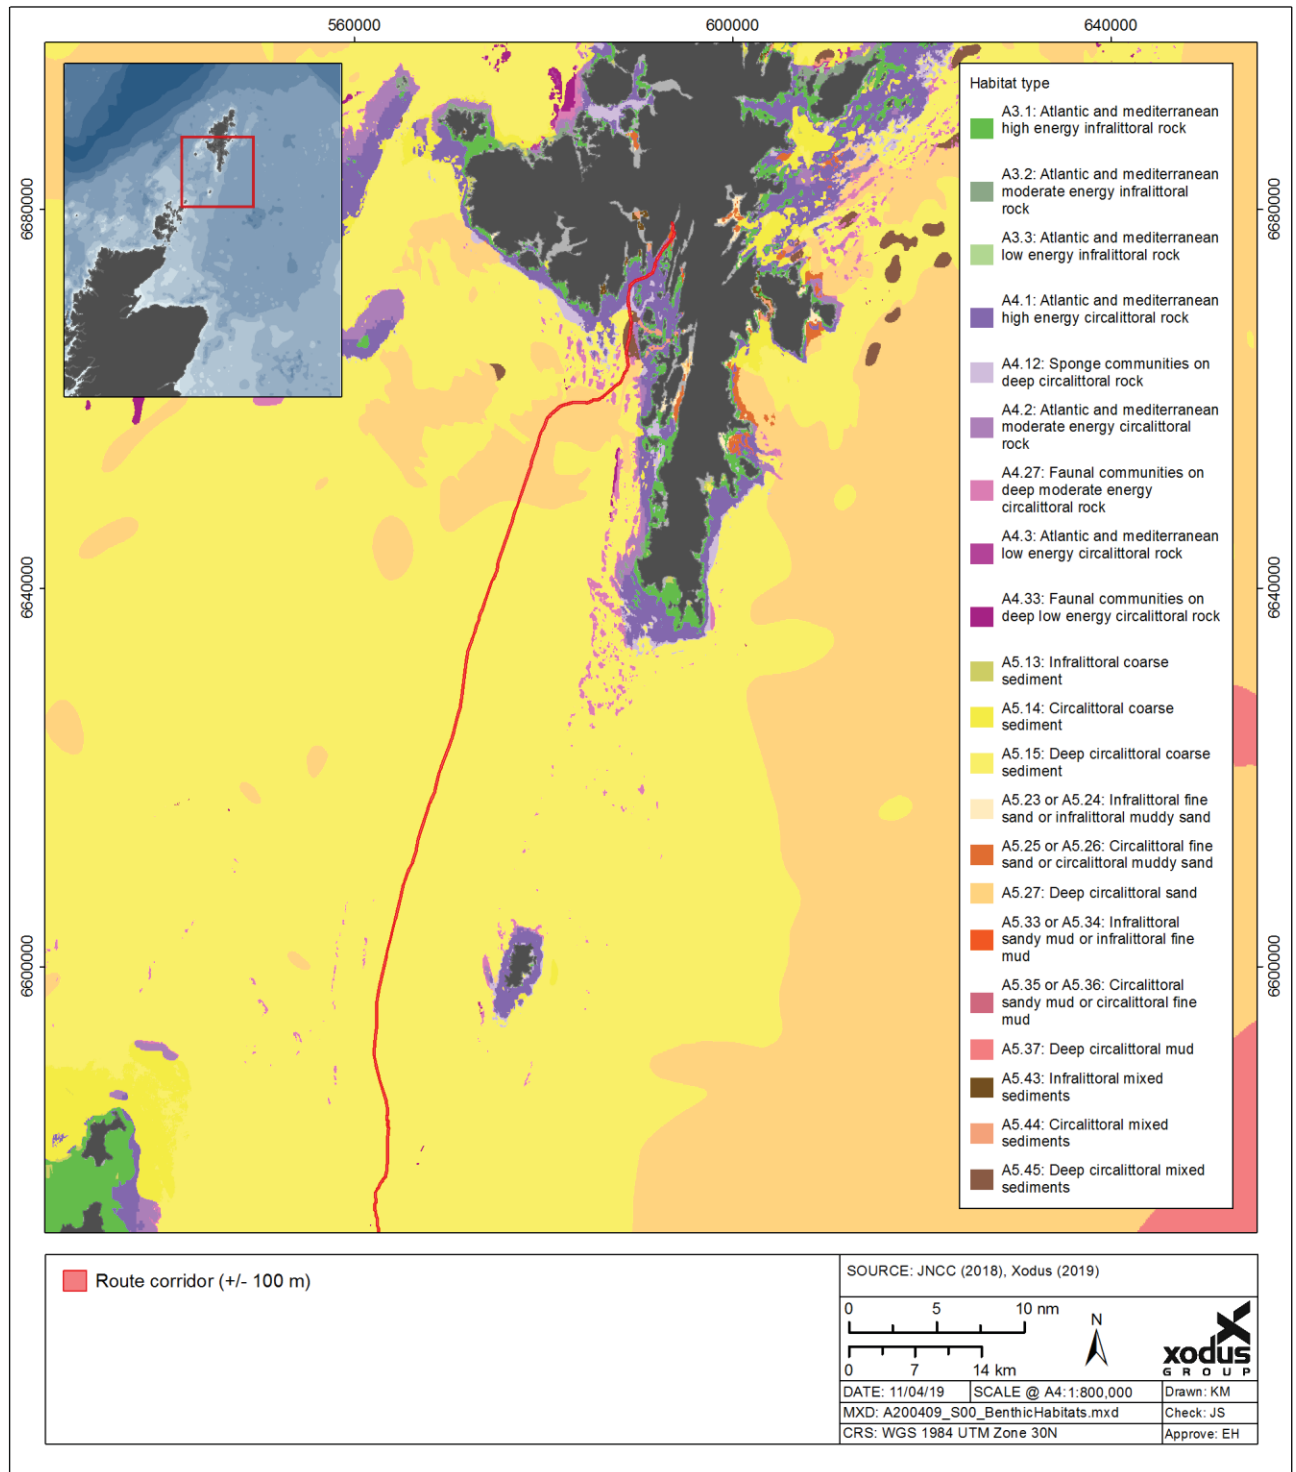 560000
600000
640000
6680000
6680000
6640000
6640000
6600000
6600000
Habitat type
A3.1: Atlantic and mediterranean
high energy infralittoral rock
A3.2: Atlantic and mediterranean
moderate energy infralittoral
rock
A3.3: Atlantic and mediterranean
low energy infralittoral rock
A4.1: Atlantic and mediterranean
high energy circalittoral rock
A4.12: Sponge communities on
deep circalittoral rock
A4.2: Atlantic and mediterranean
moderate energy circalittoral
rock
A4.27: Faunal communities on
deep moderate energy
circalittoral rock
A4.3: Atlantic and mediterranean
low energy circalittoral rock
A4.33: Faunal communities on
deep low energy circalittoral rock
A5.13: Infralittoral coarse
sediment
A5.14: Circalittoral coarse
sediment
A5.15: Deep circalittoral coarse
sediment
A5.23 or A5.24: Infralittoral fine
sand or infralittoral muddy sand
A5.25 or A5.26: Circalittoral fine
sand or circalittoral muddy sand
A5.27: Deep circalittoral sand
A5.33 or A5.34: Infralittoral
sandy mud or infralittoral fine
mud
A5.35 or A5.36: Circalittoral
sandy mud or circalittoral fine
mud
A5.37: Deep circalittoral mud
A5.43: Infralittoral mixed
sediments
A5.44: Circalittoral mixed
sediments
A5.45: Deep circalittoral mixed
sediments
Route corridor (+/- 100 m)
SOURCE: JNCC (2018), Xodus (2019)
0 5 10 nm
0 7 14 km
N
xodus
GROUP
DATE: 11/04/19
SCALE @ A4:1:800,000
Drawn: KM
MXD: A200409_S00_BenthicHabitats.mxd
Check: JS
CRS: WGS 1984 UTM Zone 30N
Approve: EH